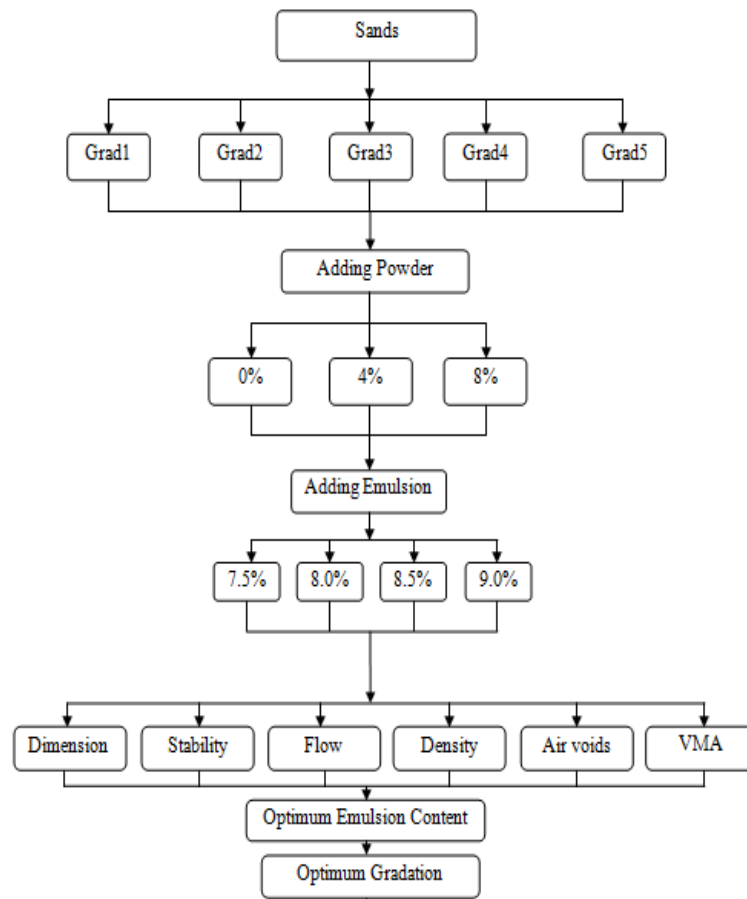 Sands
Grad1 Grad2 Grad3 Grad4 Grad5
Adding Powder
0% 4% 8%
Adding Emulsion
7.5% 8.0% 8.5% 9.0%
Dimension Stability Flow Density Air voids VMA
Optimum Emulsion Content
Optimum Gradation